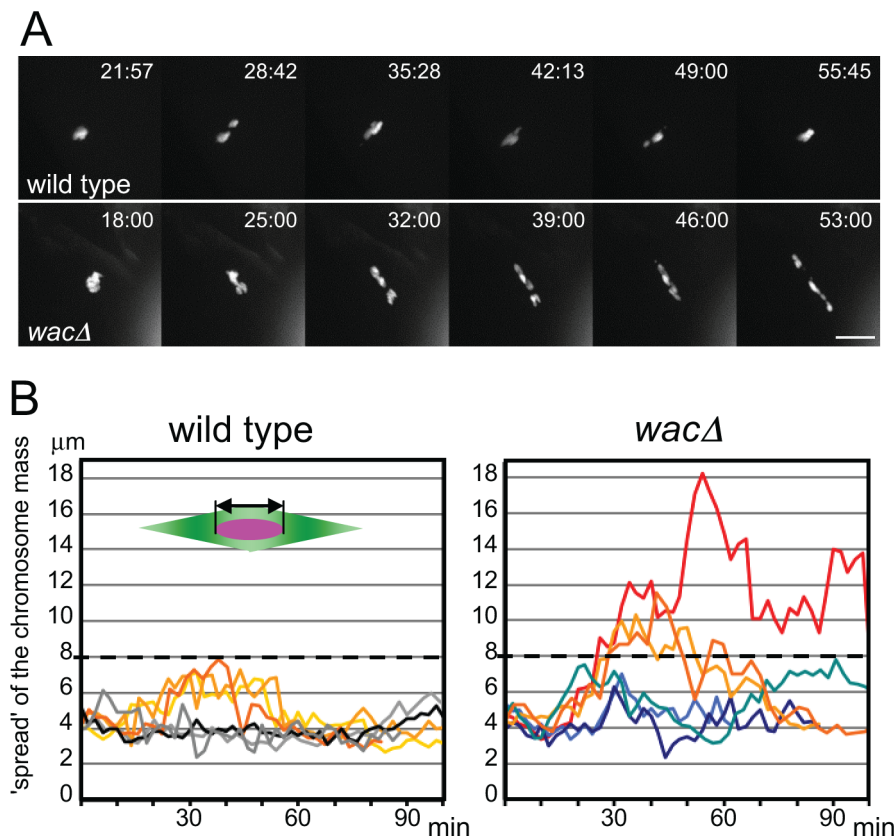 A
21:57 28:42 35:28 42:13 49:00 55:45
wild type
18:00 25:00 32:00 39:00 46:00 53:00
wacΔ
B
wild type wacΔ
μm
'spread' of the chromosome mass
18 18
16 16
14 14
12 12
10 10
8 8
6 6
4 4
2 2
0 0
30 60 90 min 30 60 90 min